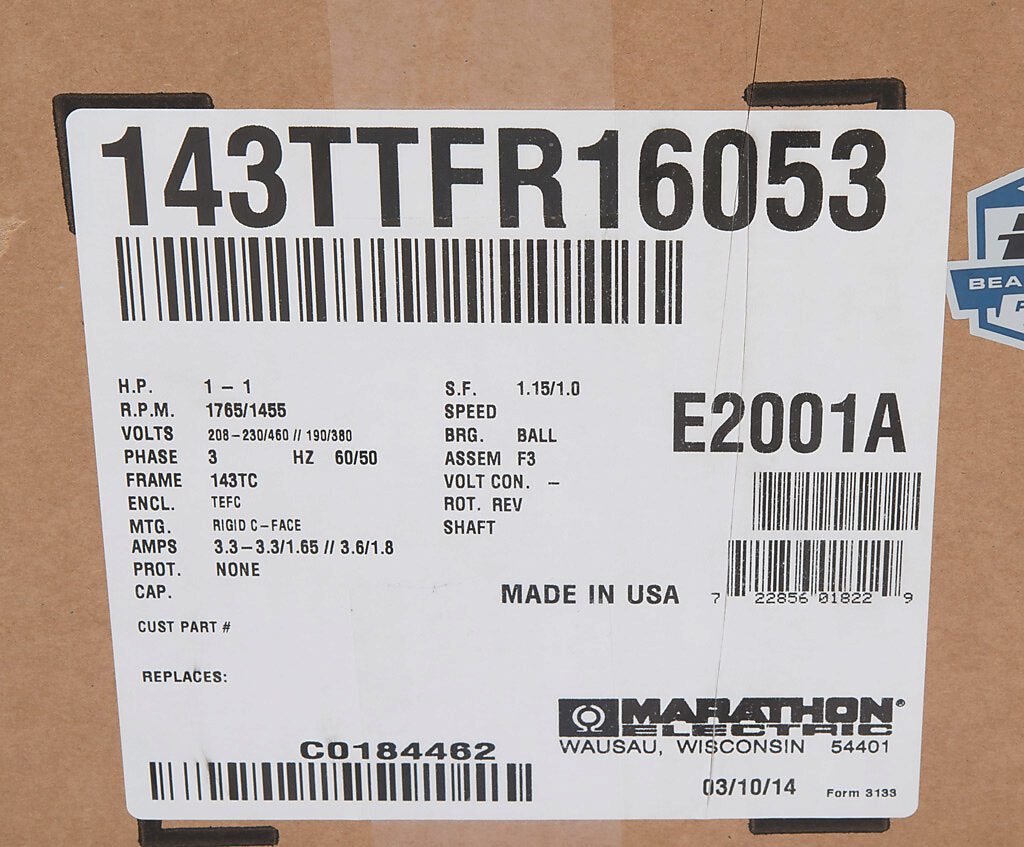 143TTFR16053
H.P. 1 – 1
R.P.M. 1765/1455
VOLTS 208–230/460 // 190/380
PHASE 3 HZ 60/50
FRAME 143TC
ENCL. TEFC
MTG. RIGID C–FACE
AMPS 3.3–3.3/1.65 // 3.6/1.8
PROT. NONE
CAP.
S.F. 1.15/1.0
SPEED
BRG. BALL
ASSEM F3
VOLT CON. –
ROT. REV
SHAFT
E2001A
MADE IN USA
7 22856 01822 9
CUST PART #
REPLACES:
C0184462
MARATHON®
ELECTRIC
WAUSAU, WISCONSIN 54401
03/10/14 Form 3133
BEA